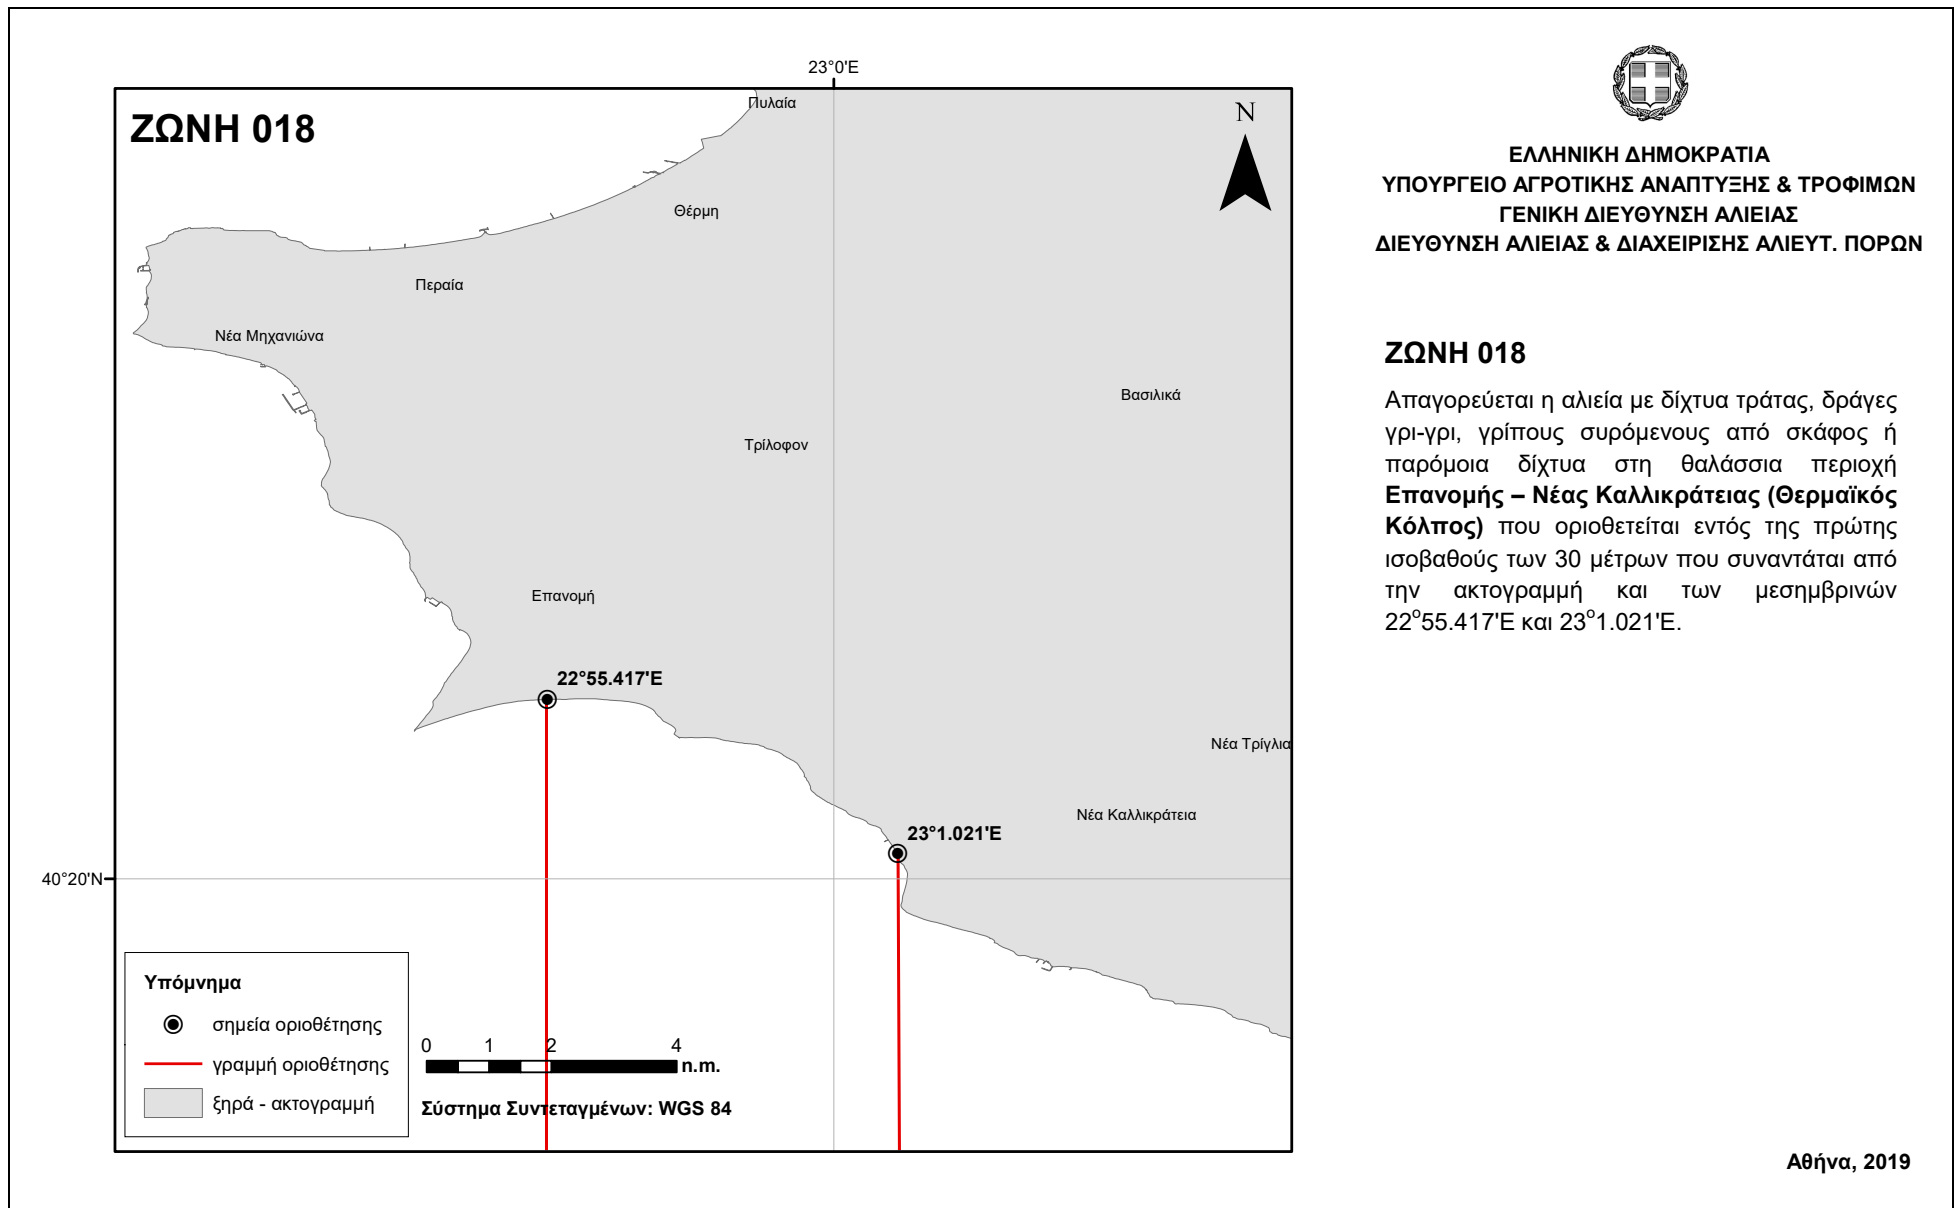 23°0'E
ΖΩΝΗ 018
Πυλαία
N
Θέρμη
Περαία
Νέα Μηχανιώνα
Βασιλικά
Τρίλοφον
Επανομή
22°55.417'E
Νέα Τρίγλια
Νέα Καλλικράτεια
23°1.021'E
40°20'N
Υπόμνημα
σημεία οριοθέτησης
γραμμή οριοθέτησης
ξηρά - ακτογραμμή
0 1 2 4
n.m.
Σύστημα Συντεταγμένων: WGS 84
ΕΛΛΗΝΙΚΗ ΔΗΜΟΚΡΑΤΙΑ
ΥΠΟΥΡΓΕΙΟ ΑΓΡΟΤΙΚΗΣ ΑΝΑΠΤΥΞΗΣ & ΤΡΟΦΙΜΩΝ
ΓΕΝΙΚΗ ΔΙΕΥΘΥΝΣΗ ΑΛΙΕΙΑΣ
ΔΙΕΥΘΥΝΣΗ ΑΛΙΕΙΑΣ & ΔΙΑΧΕΙΡΙΣΗΣ ΑΛΙΕΥΤ. ΠΟΡΩΝ
ΖΩΝΗ 018
Απαγορεύεται η αλιεία με δίχτυα τράτας, δράγες
γρι-γρι, γρίπους συρόμενους από σκάφος ή
παρόμοια δίχτυα στη θαλάσσια περιοχή
Επανομής – Νέας Καλλικράτειας (Θερμαϊκός
Κόλπος) που οριοθετείται εντός της πρώτης
ισοβαθούς των 30 μέτρων που συναντάται από
την ακτογραμμή και των μεσημβρινών
22°55.417'E και 23°1.021'E.
Αθήνα, 2019